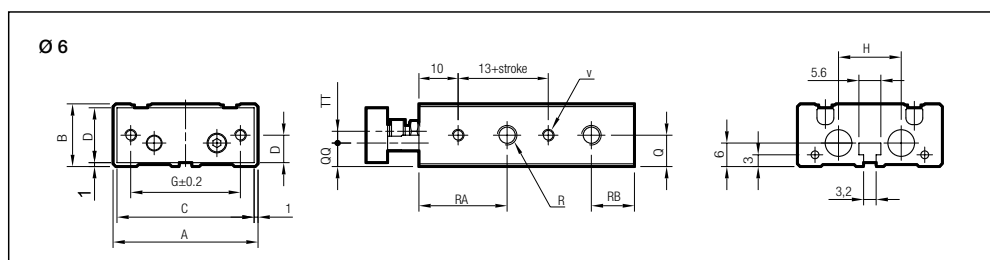 Ø 6
B
D
1
D
G±0.2
C
1
A
TT
QQ
10
13+stroke
v
Q
RA
R
RB
H
5.6
6
3
3,2